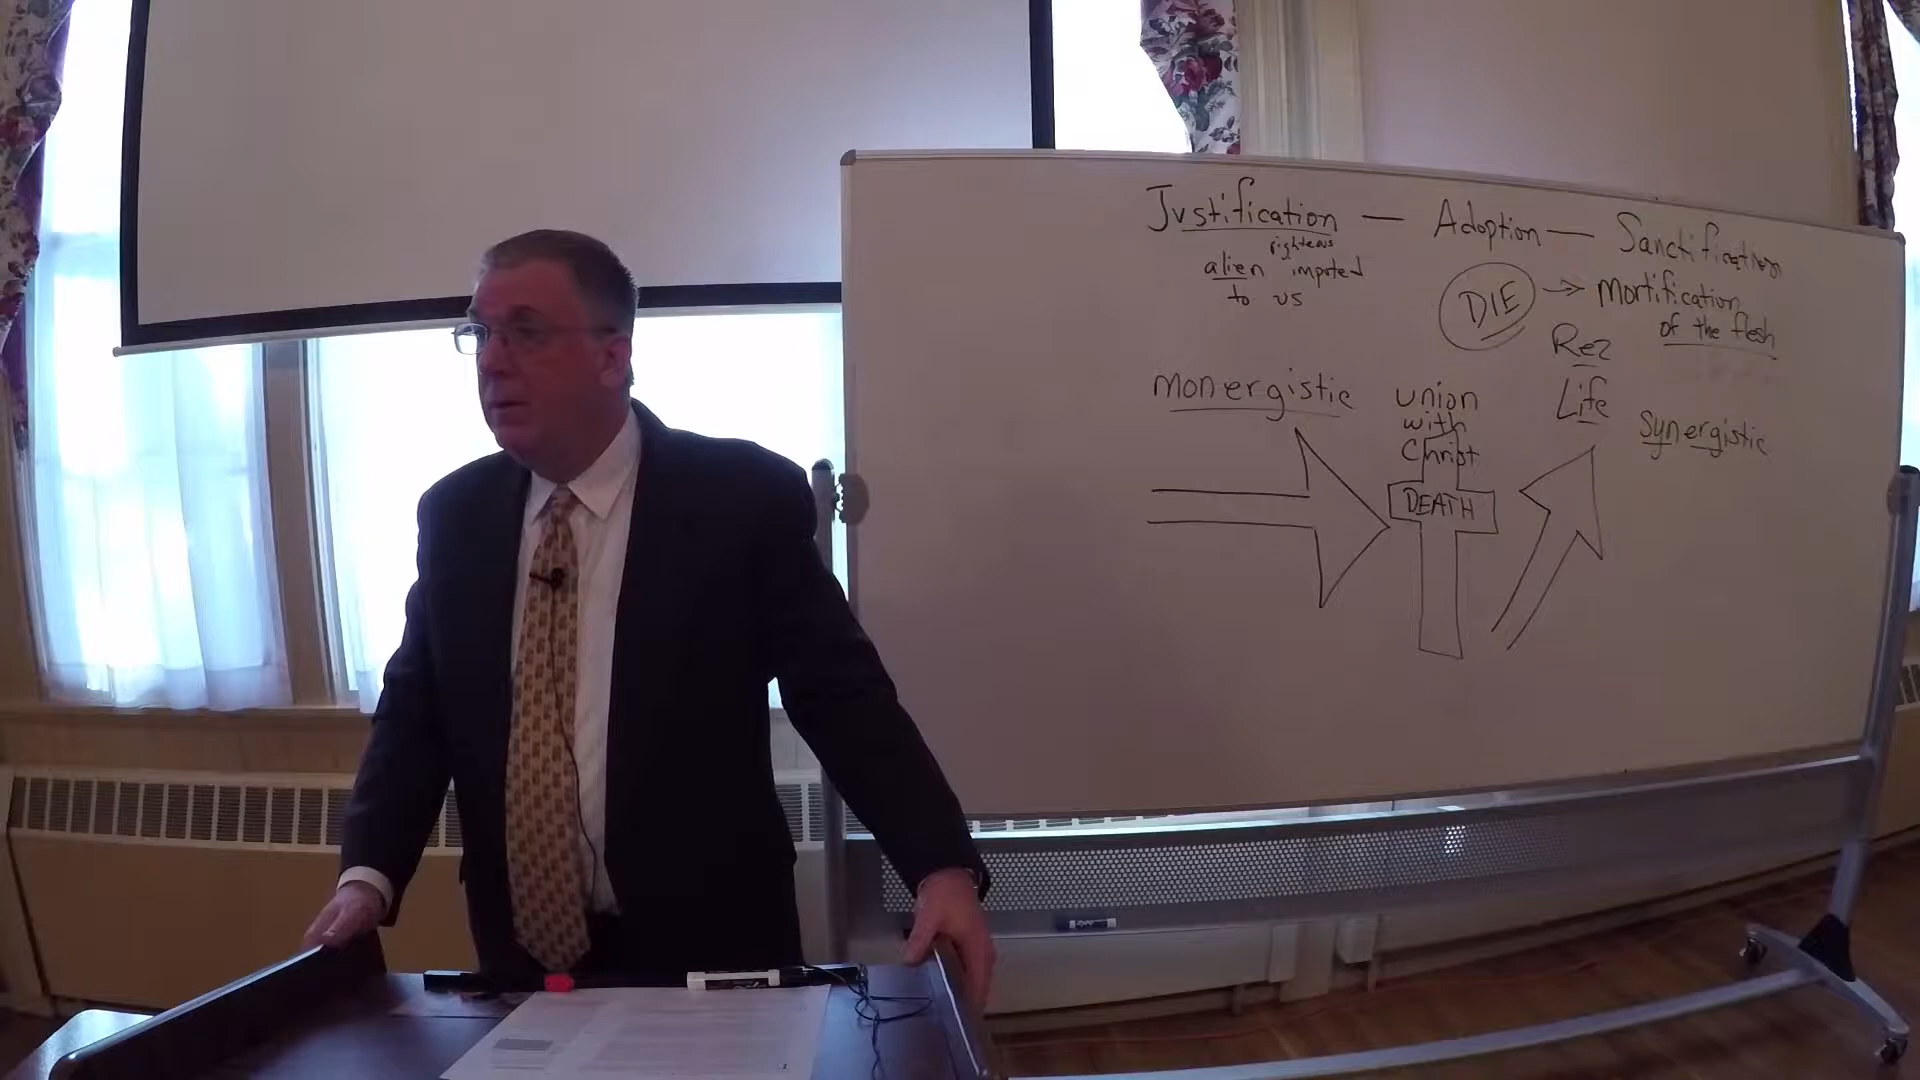 Justification — Adoption — Sanctification
righteous
alien imputed
to us
DIE → Mortification
of the flesh
Rez
Life
monergistic
union
with
Christ
DEATH
Synergistic